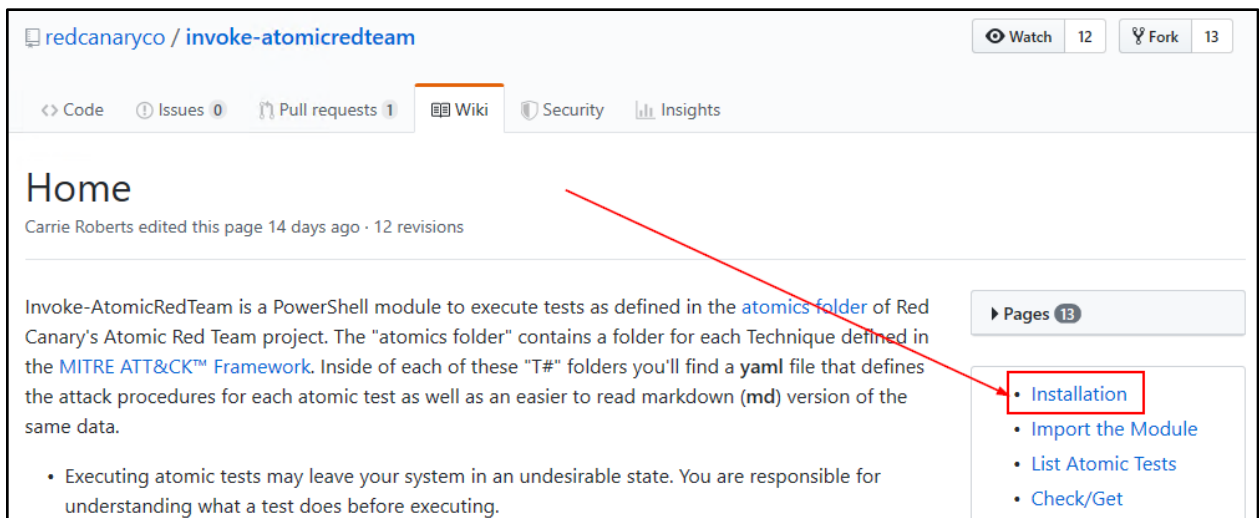 redcanaryco / invoke-atomicredteam
Watch 12
Fork 13
<> Code
Issues 0
Pull requests 1
Wiki
Security
Insights
Home
Carrie Roberts edited this page 14 days ago · 12 revisions
Invoke-AtomicRedTeam is a PowerShell module to execute tests as defined in the atomics folder of Red
Canary's Atomic Red Team project. The "atomics folder" contains a folder for each Technique defined in
the MITRE ATT&CK™ Framework. Inside of each of these "T#" folders you'll find a yaml file that defines
the attack procedures for each atomic test as well as an easier to read markdown (md) version of the
same data.
• Executing atomic tests may leave your system in an undesirable state. You are responsible for
understanding what a test does before executing.
Pages 13
• Installation
• Import the Module
• List Atomic Tests
• Check/Get